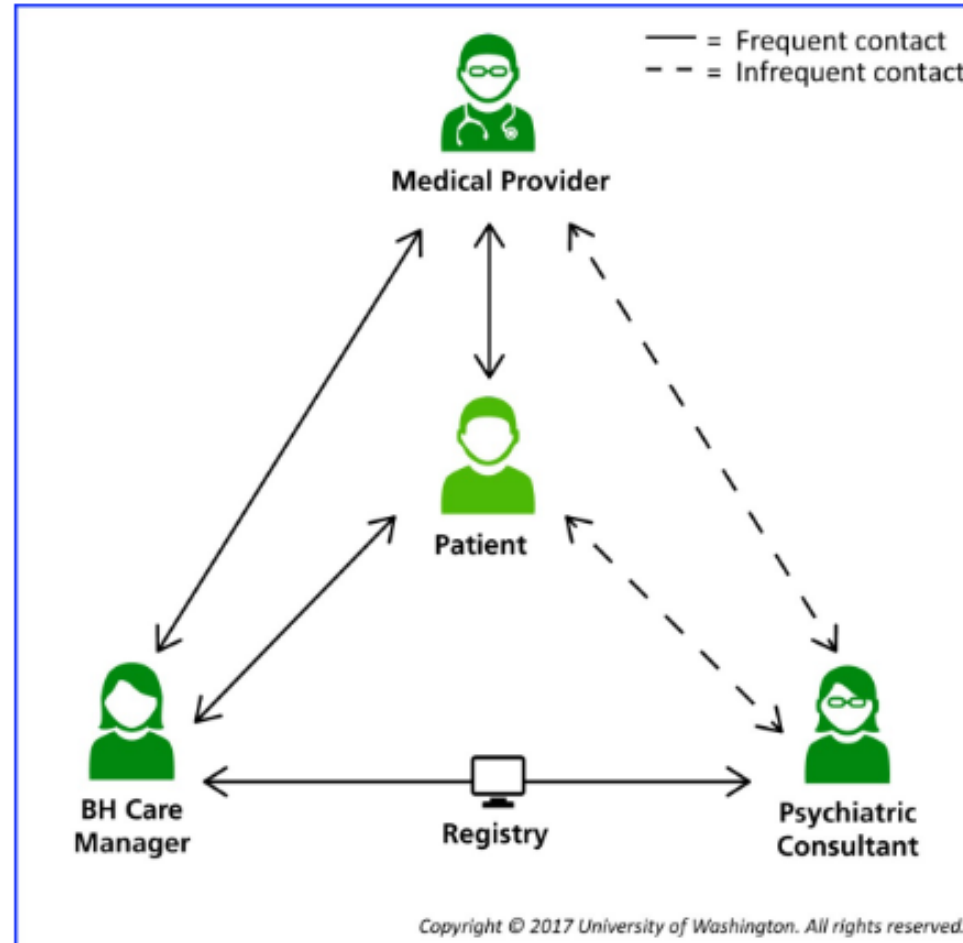 = Frequent contact
= Infrequent contact
Medical Provider
Patient
BH Care
Manager
Registry
Psychiatric
Consultant
Copyright © 2017 University of Washington. All rights reserved.